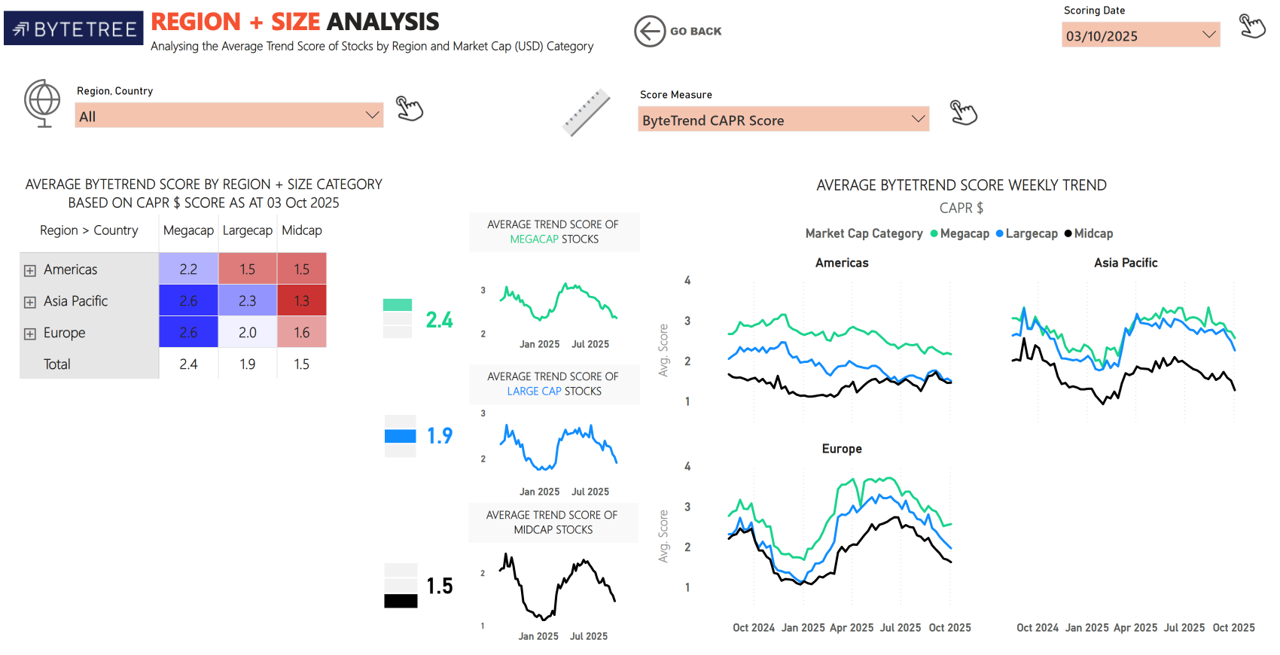 BYTETREE
REGION + SIZE ANALYSIS
Analysing the Average Trend Score of Stocks by Region and Market Cap (USD) Category
GO BACK
Scoring Date
03/10/2025
Region, Country
All
Score Measure
ByteTrend CAPR Score
AVERAGE BYTETREND SCORE BY REGION + SIZE CATEGORY
BASED ON CAPR $ SCORE AS AT 03 Oct 2025
Region > Country Megacap Largecap Midcap
Americas 2.2 1.5 1.5
Asia Pacific 2.6 2.3 1.3
Europe 2.6 2.0 1.6
Total 2.4 1.9 1.5
2.4
AVERAGE TREND SCORE OF
MEGACAP STOCKS
3
2
Jan 2025 Jul 2025
1.9
AVERAGE TREND SCORE OF
LARGE CAP STOCKS
3
2
Jan 2025 Jul 2025
1.5
AVERAGE TREND SCORE OF
MIDCAP STOCKS
2
1
Jan 2025 Jul 2025
AVERAGE BYTETREND SCORE WEEKLY TREND
CAPR $
Market Cap Category Megacap Largecap Midcap
Americas
Asia Pacific
Avg. Score
4
3
2
1
Europe
Avg. Score
4
3
2
1
Oct 2024 Jan 2025 Apr 2025 Jul 2025 Oct 2025
Oct 2024 Jan 2025 Apr 2025 Jul 2025 Oct 2025